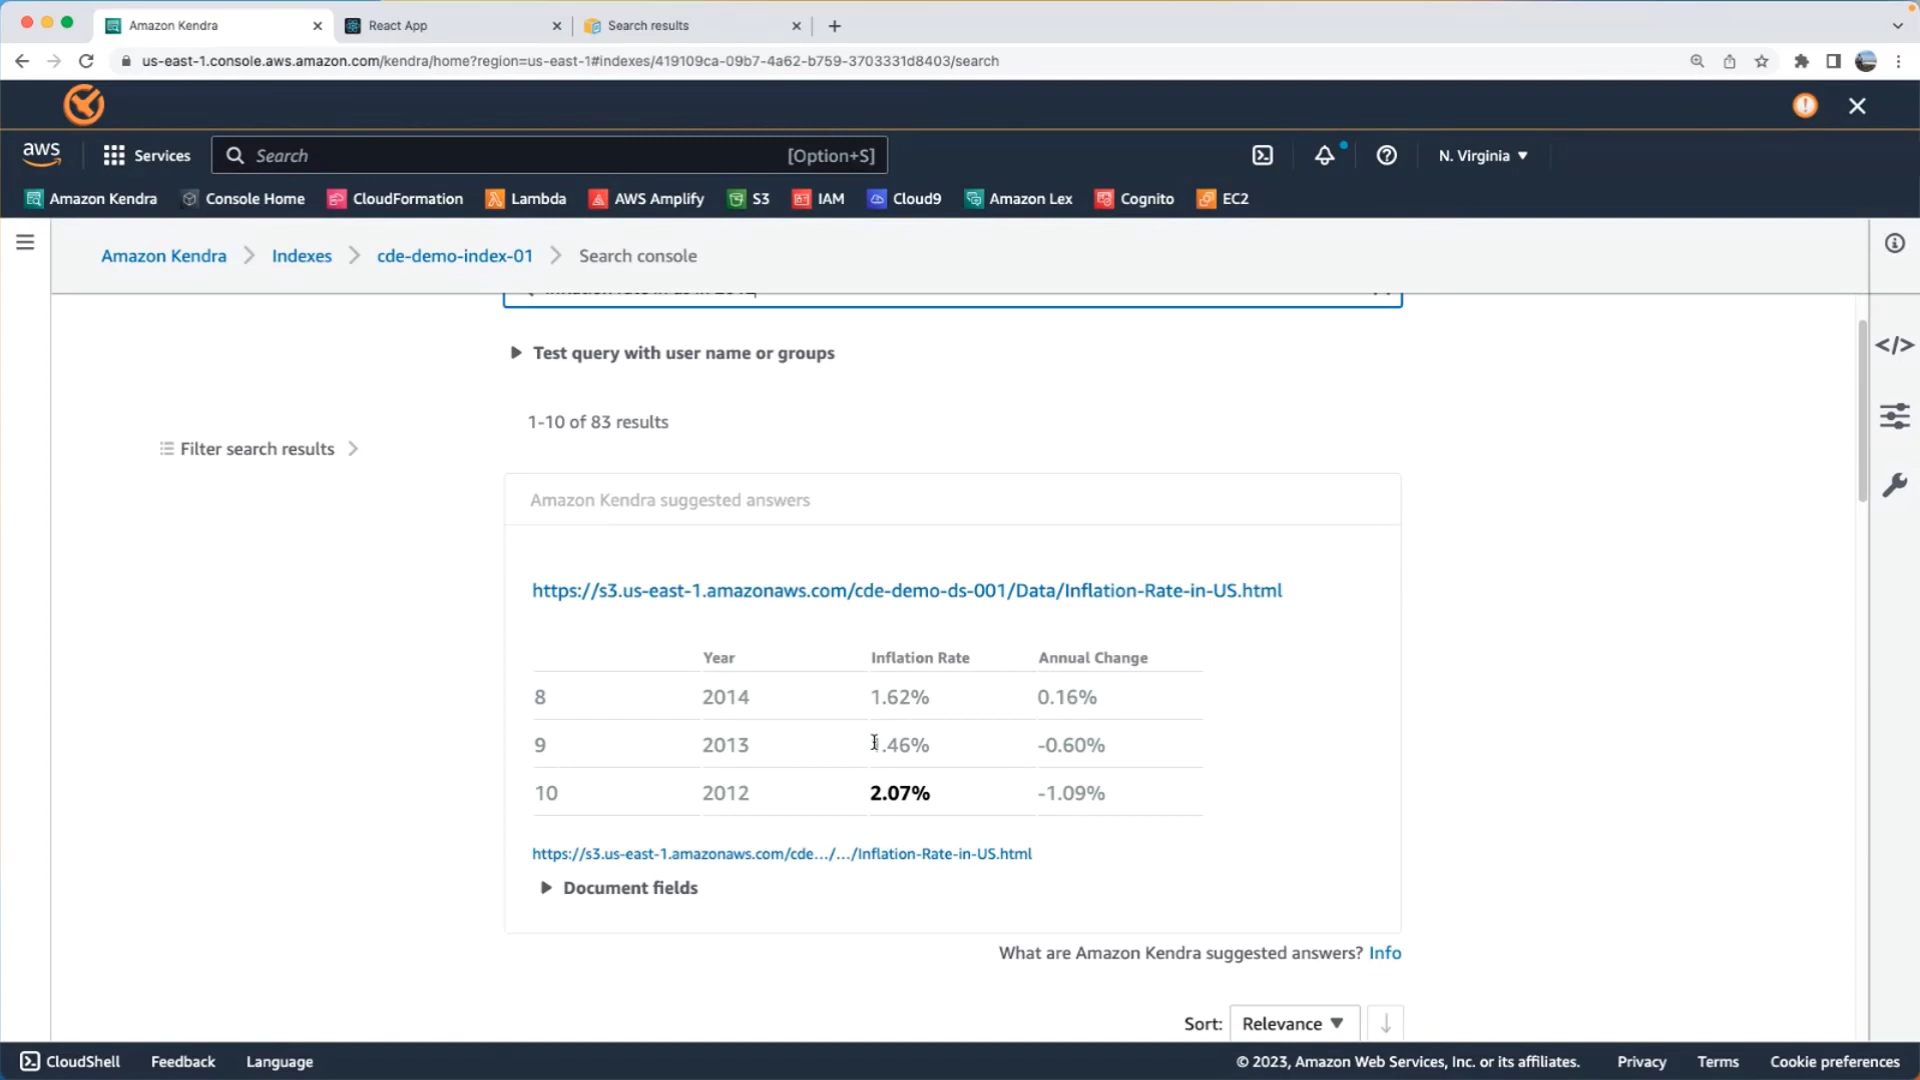 Amazon Kendra
React App
Search results
us-east-1.console.aws.amazon.com/kendra/home?region=us-east-1#indexes/419109ca-09b7-4a62-b759-3703331d8403/search
aws
Services
Search
[Option+S]
N. Virginia
Amazon Kendra
Console Home
CloudFormation
Lambda
AWS Amplify
S3
IAM
Cloud9
Amazon Lex
Cognito
EC2
Amazon Kendra
Indexes
cde-demo-index-01
Search console
Test query with user name or groups
1-10 of 83 results
Filter search results
Amazon Kendra suggested answers
https://s3.us-east-1.amazonaws.com/cde-demo-ds-001/Data/Inflation-Rate-in-US.html
Year Inflation Rate Annual Change
8 2014 1.62% 0.16%
9 2013 .46% -0.60%
10 2012 2.07% -1.09%
https://s3.us-east-1.amazonaws.com/cde.../.../Inflation-Rate-in-US.html
Document fields
What are Amazon Kendra suggested answers? Info
Sort: Relevance
CloudShell
Feedback
Language
© 2023, Amazon Web Services, Inc. or its affiliates.
Privacy
Terms
Cookie preferences